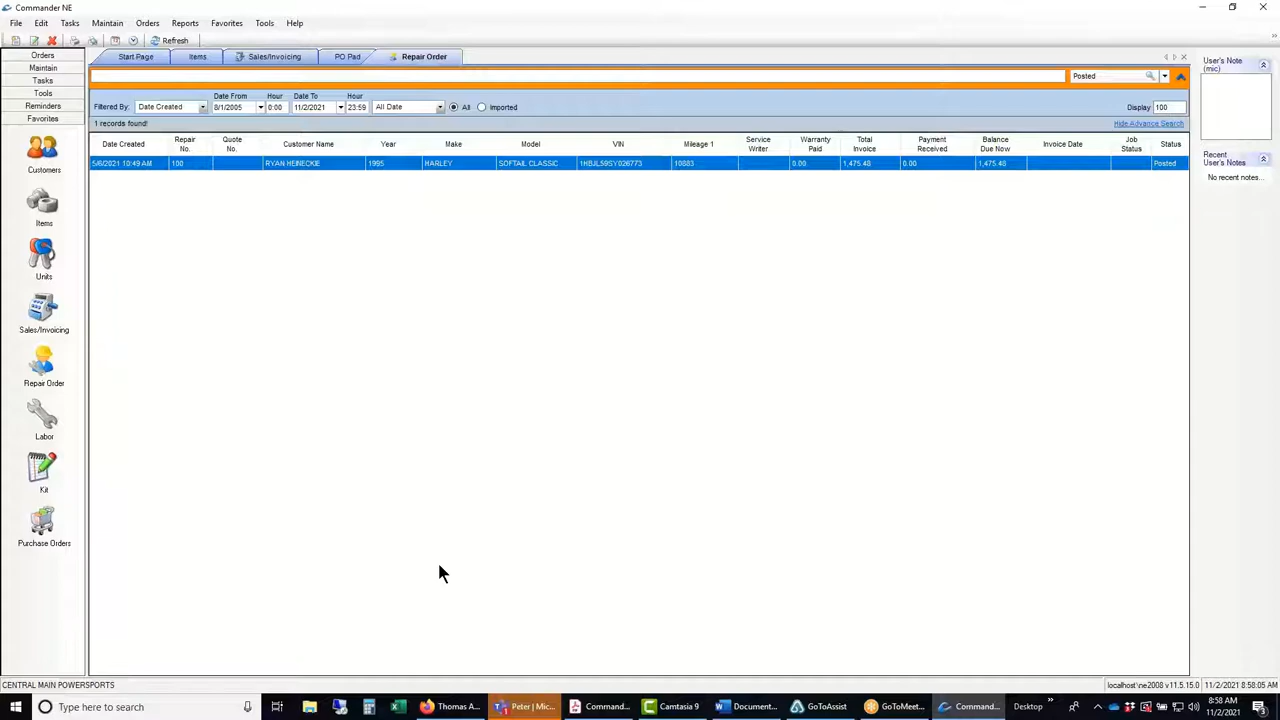 Commander NE
File Edit Tasks Maintain Orders Reports Favorites Tools Help
Refresh
Orders
Maintain
Tasks
Tools
Reminders
Favorites
Customers
Items
Units
Sales/Invoicing
Repair Order
Labor
Kit
Purchase Orders
Start Page Items Sales/Invoicing PO Pad Repair Order
Posted
Date From Hour Date To Hour
Filtered By: Date Created 8/1/2005 0:00 11/2/2021 23:59 All Date All Imported Display 100
1 records found! Hide Advance Search
Date Created Repair No. Quote No. Customer Name Year Make Model VIN Mileage 1 Service Writer Warranty Paid Total Invoice Payment Received Balance Due Now Invoice Date Job Status Status
5/6/2021 10:49 AM 100 RYAN HEINECKIE 1995 HARLEY SOFTAIL CLASSIC 1HBJL59SY026773 10883 0.00 1,475.48 0.00 1,475.48 Posted
User's Note
(mic)
Recent
User's Notes
No recent notes...
CENTRAL MAIN POWERSPORTS localhost\ne2008 v11.5.15.0 11/2/2021 8:58:05 AM
Type here to search Thomas A... Peter | Mic... Comman... Camtasia 9 Document... GoToAssist GoToMeet... Comman... Desktop
8:58 AM
11/2/2021